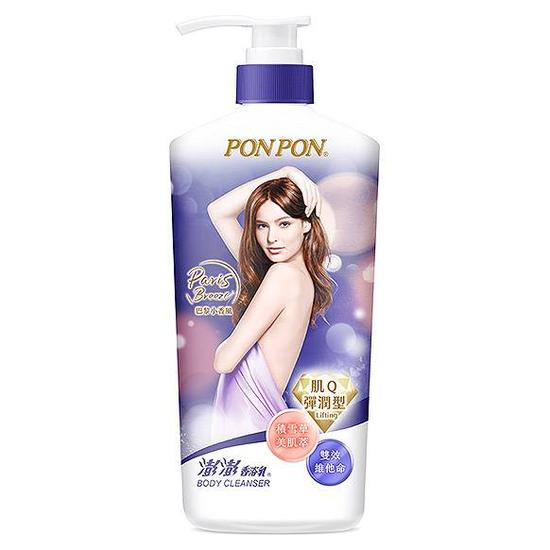 PON PON®
Paris
Breeze
巴黎小香風
肌Q
彈潤型
Lifting
積雪草
美肌萃
雙效
維他命
澎澎香浴乳®
BODY CLEANSER